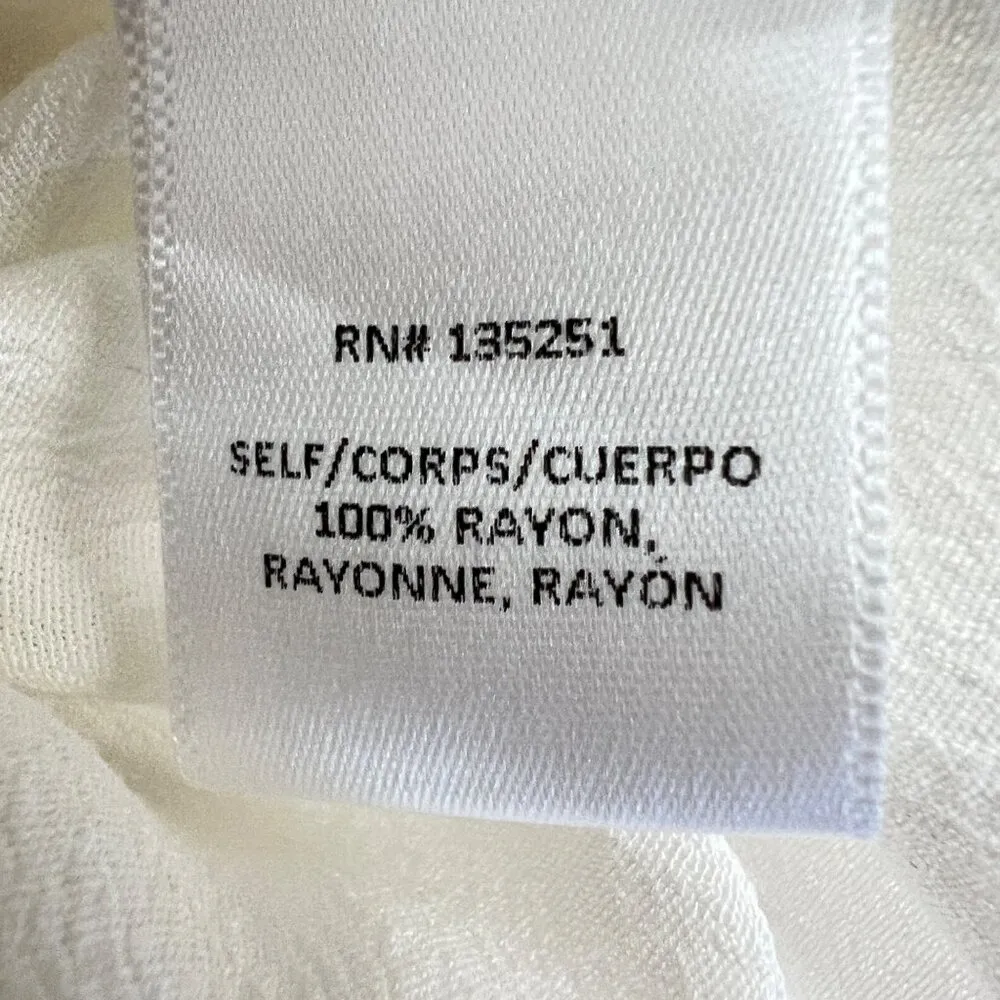 RN# 135251
SELF/CORPS/CUERPO
100% RAYON,
RAYONNE, RAYÓN